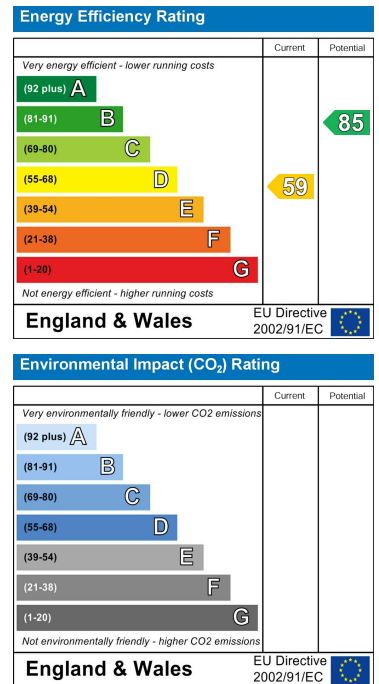 Energy Efficiency Rating
Current Potential
Very energy efficient - lower running costs
(92 plus) A
(81-91) B
85
(69-80) C
(55-68) D
59
(39-54) E
(21-38) F
(1-20) G
Not energy efficient - higher running costs
England & Wales
EU Directive
2002/91/EC
Environmental Impact (CO₂) Rating
Current Potential
Very environmentally friendly - lower CO2 emissions
(92 plus) A
(81-91) B
(69-80) C
(55-68) D
(39-54) E
(21-38) F
(1-20) G
Not environmentally friendly - higher CO2 emissions
England & Wales
EU Directive
2002/91/EC